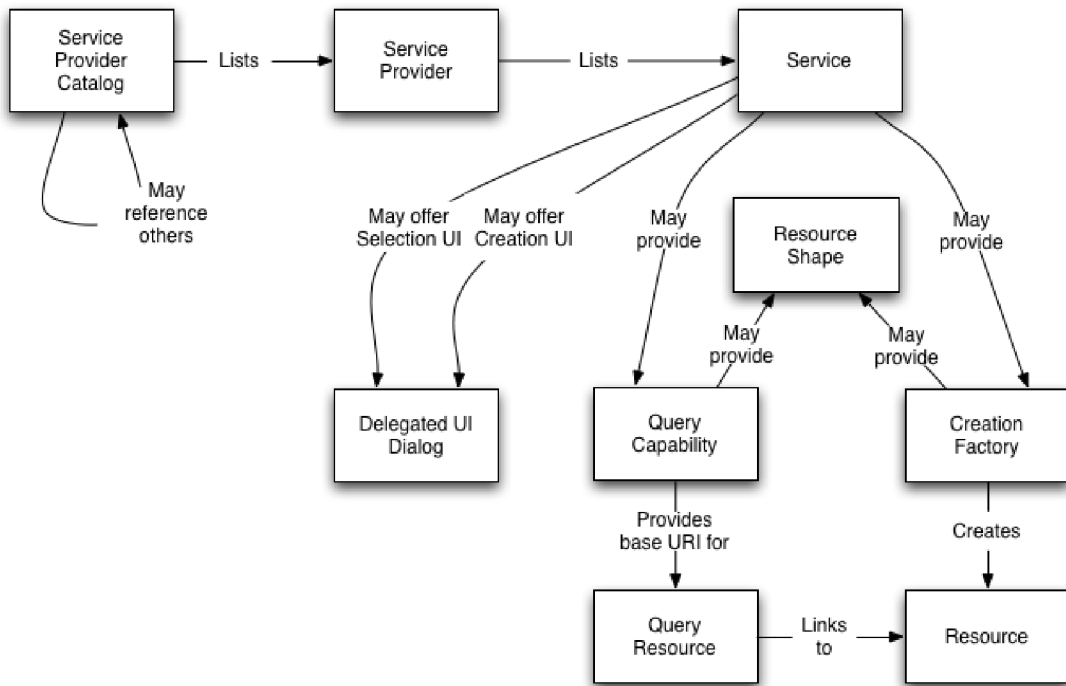 Service
Provider
Catalog
Lists
Service
Provider
Lists
Service
May
reference
others
May offer
Selection UI
May offer
Creation UI
May
provide
Resource
Shape
May
provide
May
provide
May
provide
Delegated UI
Dialog
Query
Capability
Creation
Factory
Provides
base URI for
Creates
Query
Resource
Links
to
Resource